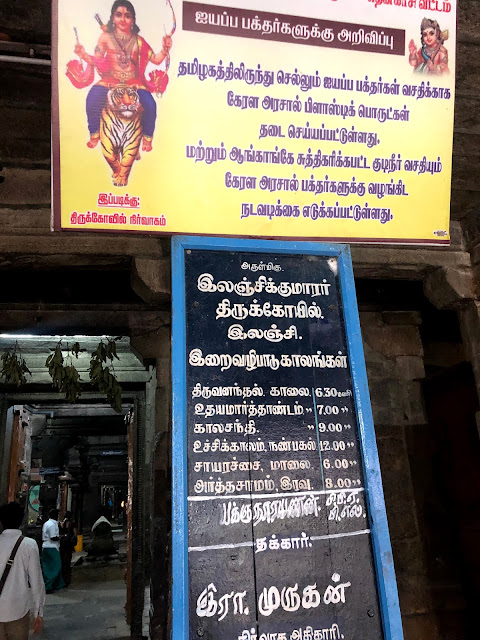 தென்காசி வட்டம்
ஐயப்ப பக்தர்களுக்கு அறிவிப்பு
தமிழகத்திலிருந்து செல்லும் ஐயப்ப பக்தர்கள் வசதிக்காக
கேரள அரசால் பிளாஸ்டிக் பொருட்கள்
தடை செய்யப்பட்டுள்ளது.
மற்றும் ஆங்காங்கே சுத்திகரிக்கப்பட்ட குடிநீர் வசதியும்
கேரள அரசால் பக்தர்களுக்கு வழங்கிட
நடவடிக்கை எடுக்கப்பட்டுள்ளது.
இப்படிக்கு:
திருக்கோவில் நிர்வாகம்
அருள்மிகு
இலஞ்சிக்குமாரர்
திருக்கோயில்.
இலஞ்சி.
இறைவழிபாடு காலங்கள்
திருவனந்தல். காலை. 6.30 மணி
உதயமார்த்தாண்டம். " 7.00 "
காலசந்தி. " 9.00 "
உச்சிக்காலம். நண்பகல் 12.00 "
சாயரட்சை, மாலை. 6.00 "
அர்த்தசாமம், இரவு. 8.00 "
தக்கார்:
இரா. முருகன்
நிர்வாக அதிகாரி.